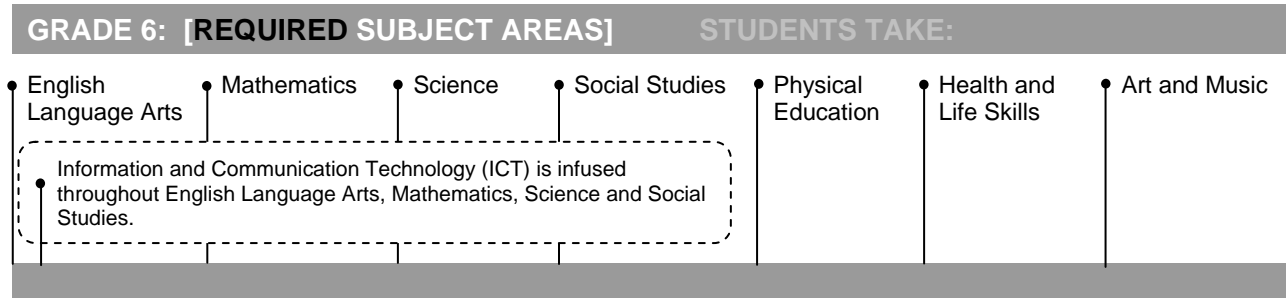 GRADE 6: [REQUIRED SUBJECT AREAS] STUDENTS TAKE:
English
Language Arts
Mathematics
Science
Social Studies
Physical
Education
Health and
Life Skills
Art and Music
Information and Communication Technology (ICT) is infused
throughout English Language Arts, Mathematics, Science and Social
Studies.